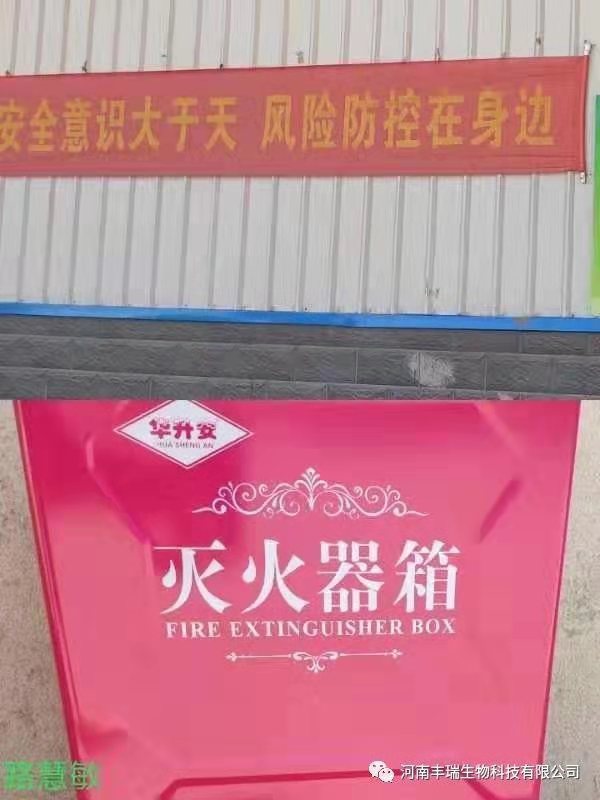 安全意识大于天 风险防控在身边
华升安
HUA SHENG AN
灭火器箱
FIRE EXTINGUISHER BOX
路慧敏
河南丰瑞生物科技有限公司